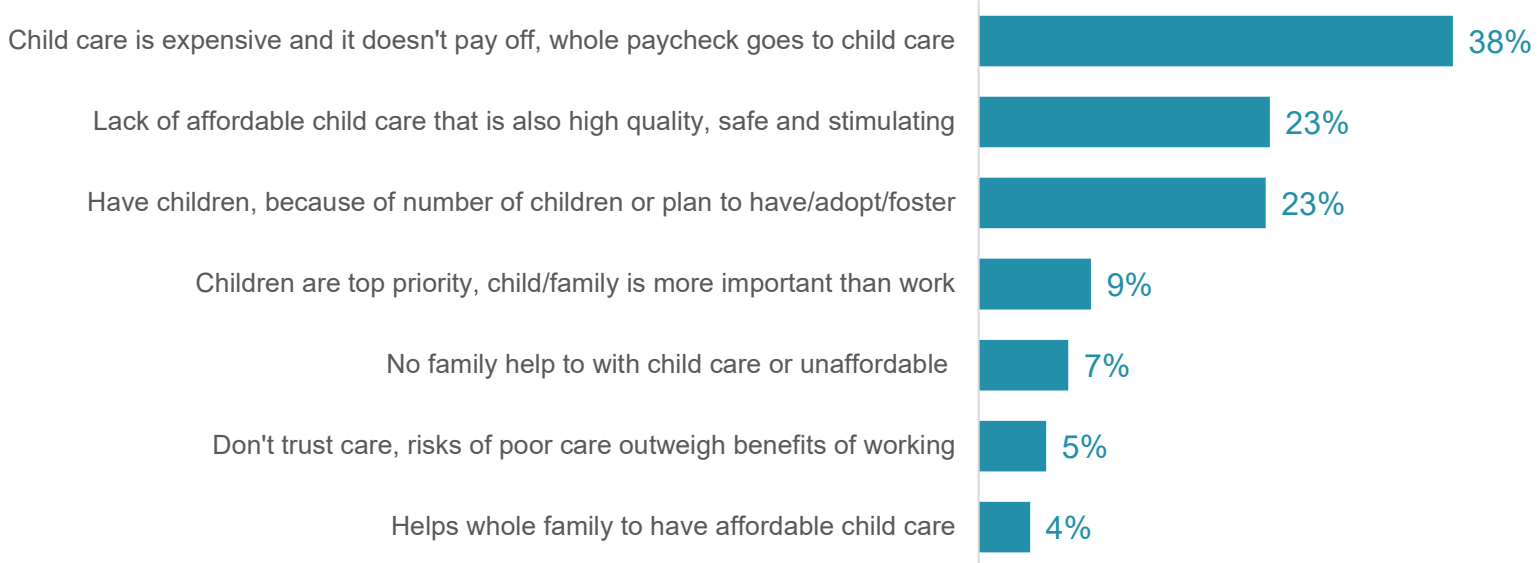 Child care is expensive and it doesn't pay off, whole paycheck goes to child care 38%
Lack of affordable child care that is also high quality, safe and stimulating 23%
Have children, because of number of children or plan to have/adopt/foster 23%
Children are top priority, child/family is more important than work 9%
No family help to with child care or unaffordable 7%
Don't trust care, risks of poor care outweigh benefits of working 5%
Helps whole family to have affordable child care 4%